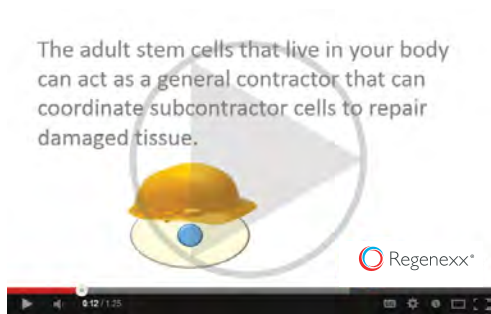 The adult stem cells that live in your body
can act as a general contractor that can
coordinate subcontractor cells to repair
damaged tissue.
Regenexx®
0:12 / 1:25